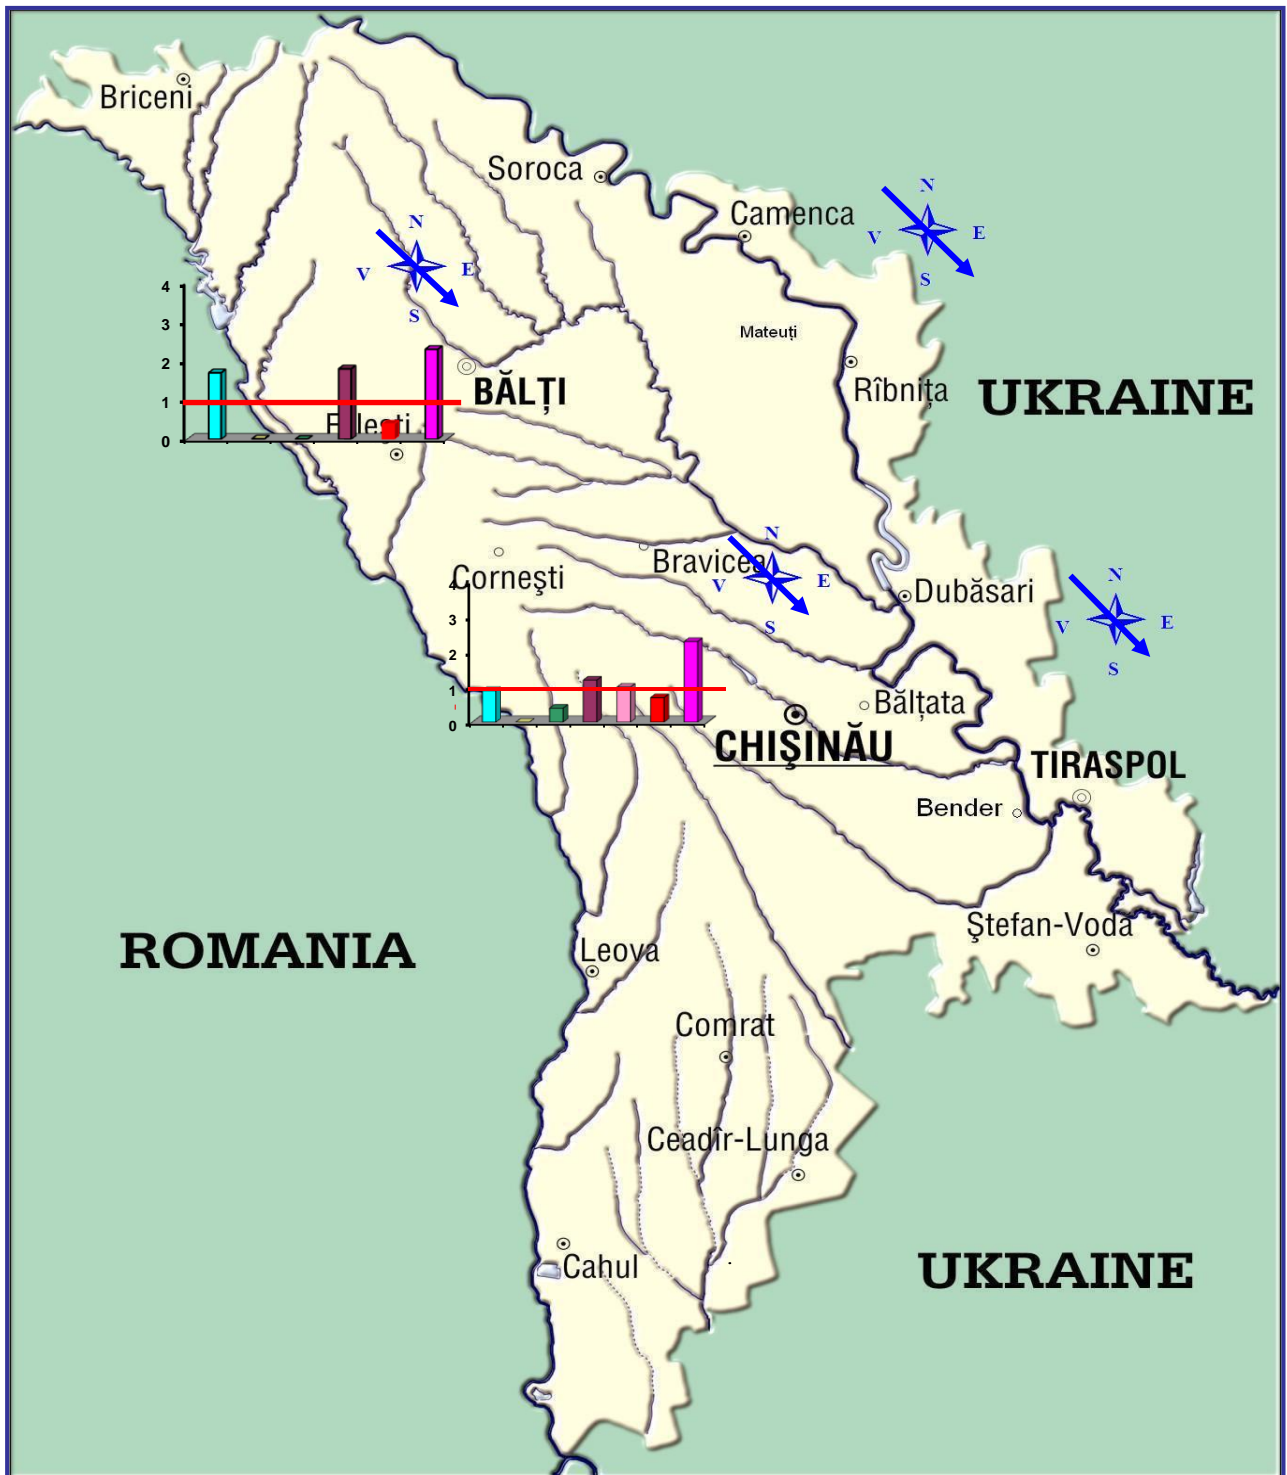 Briceni
Soroca
N
V E
S
Camenca
N
V E
S
4
3
2
1
0
Mateuți
Rîbnița
BĂLȚI
UKRAINE
Făleşti
Corneşti
Bravicea
N
V E
S
Dubăsari
N
V E
S
4
3
2
1
0
Bălțata
CHIŞINĂU
TIRASPOL
Bender
Ştefan-Voda
ROMANIA
Leova
Comrat
Ceadîr-Lunga
Cahul
UKRAINE